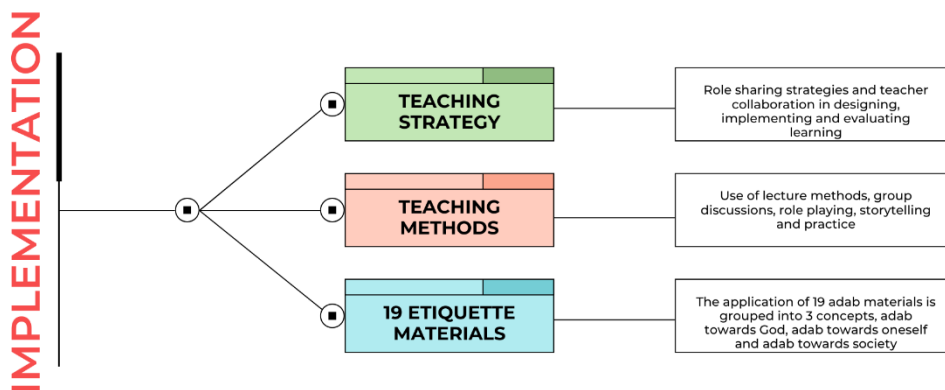 IMPLEMENTATION
TEACHING
STRATEGY
Role sharing strategies and teacher
collaboration in designing,
implementing and evaluating
learning
TEACHING
METHODS
Use of lecture methods, group
discussions, role playing, storytelling
and practice
19 ETIQUETTE
MATERIALS
The application of 19 adab materials is
grouped into 3 concepts, adab
towards God, adab towards oneself
and adab towards society